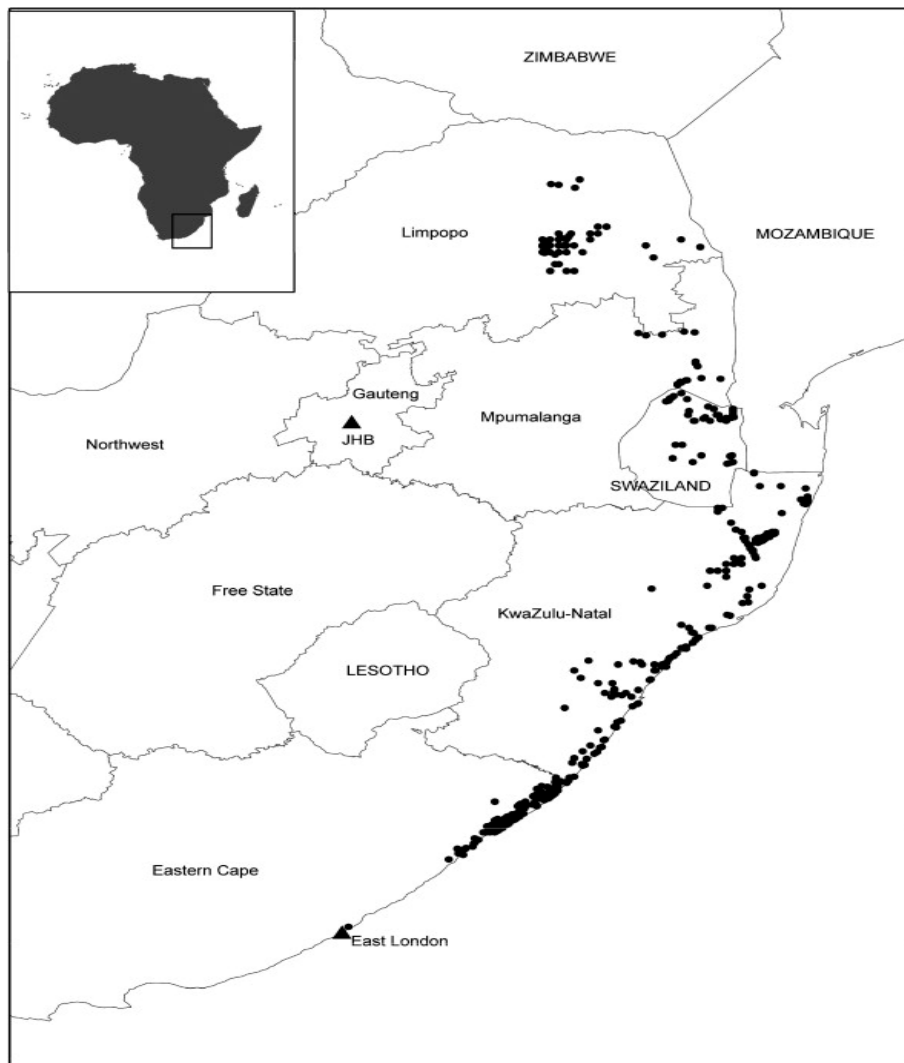 ZIMBABWE
Limpopo
MOZAMBIQUE
Gauteng
Mpumalanga
JHB
Northwest
SWAZILAND
Free State
KwaZulu-Natal
LESOTHO
Eastern Cape
East London